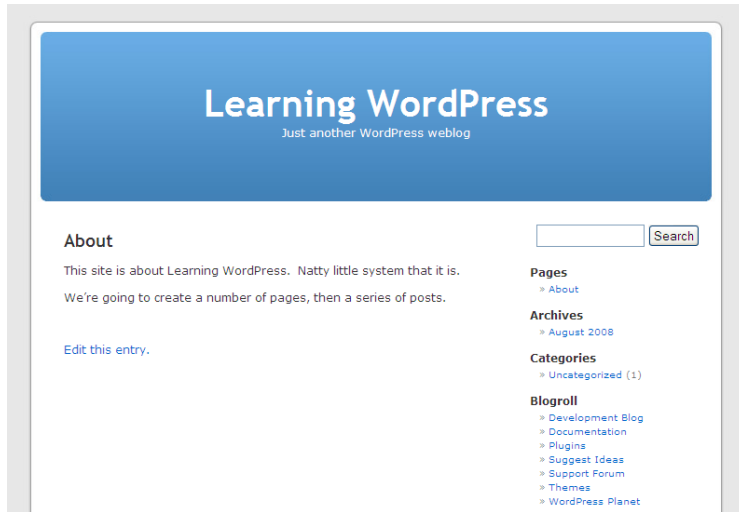 Learning WordPress
Just another WordPress weblog
About
This site is about Learning WordPress.  Natty little system that it is.
We’re going to create a number of pages, then a series of posts.
Edit this entry.
Search
Pages
» About
Archives
» August 2008
Categories
» Uncategorized (1)
Blogroll
» Development Blog
» Documentation
» Plugins
» Suggest Ideas
» Support Forum
» Themes
» WordPress Planet